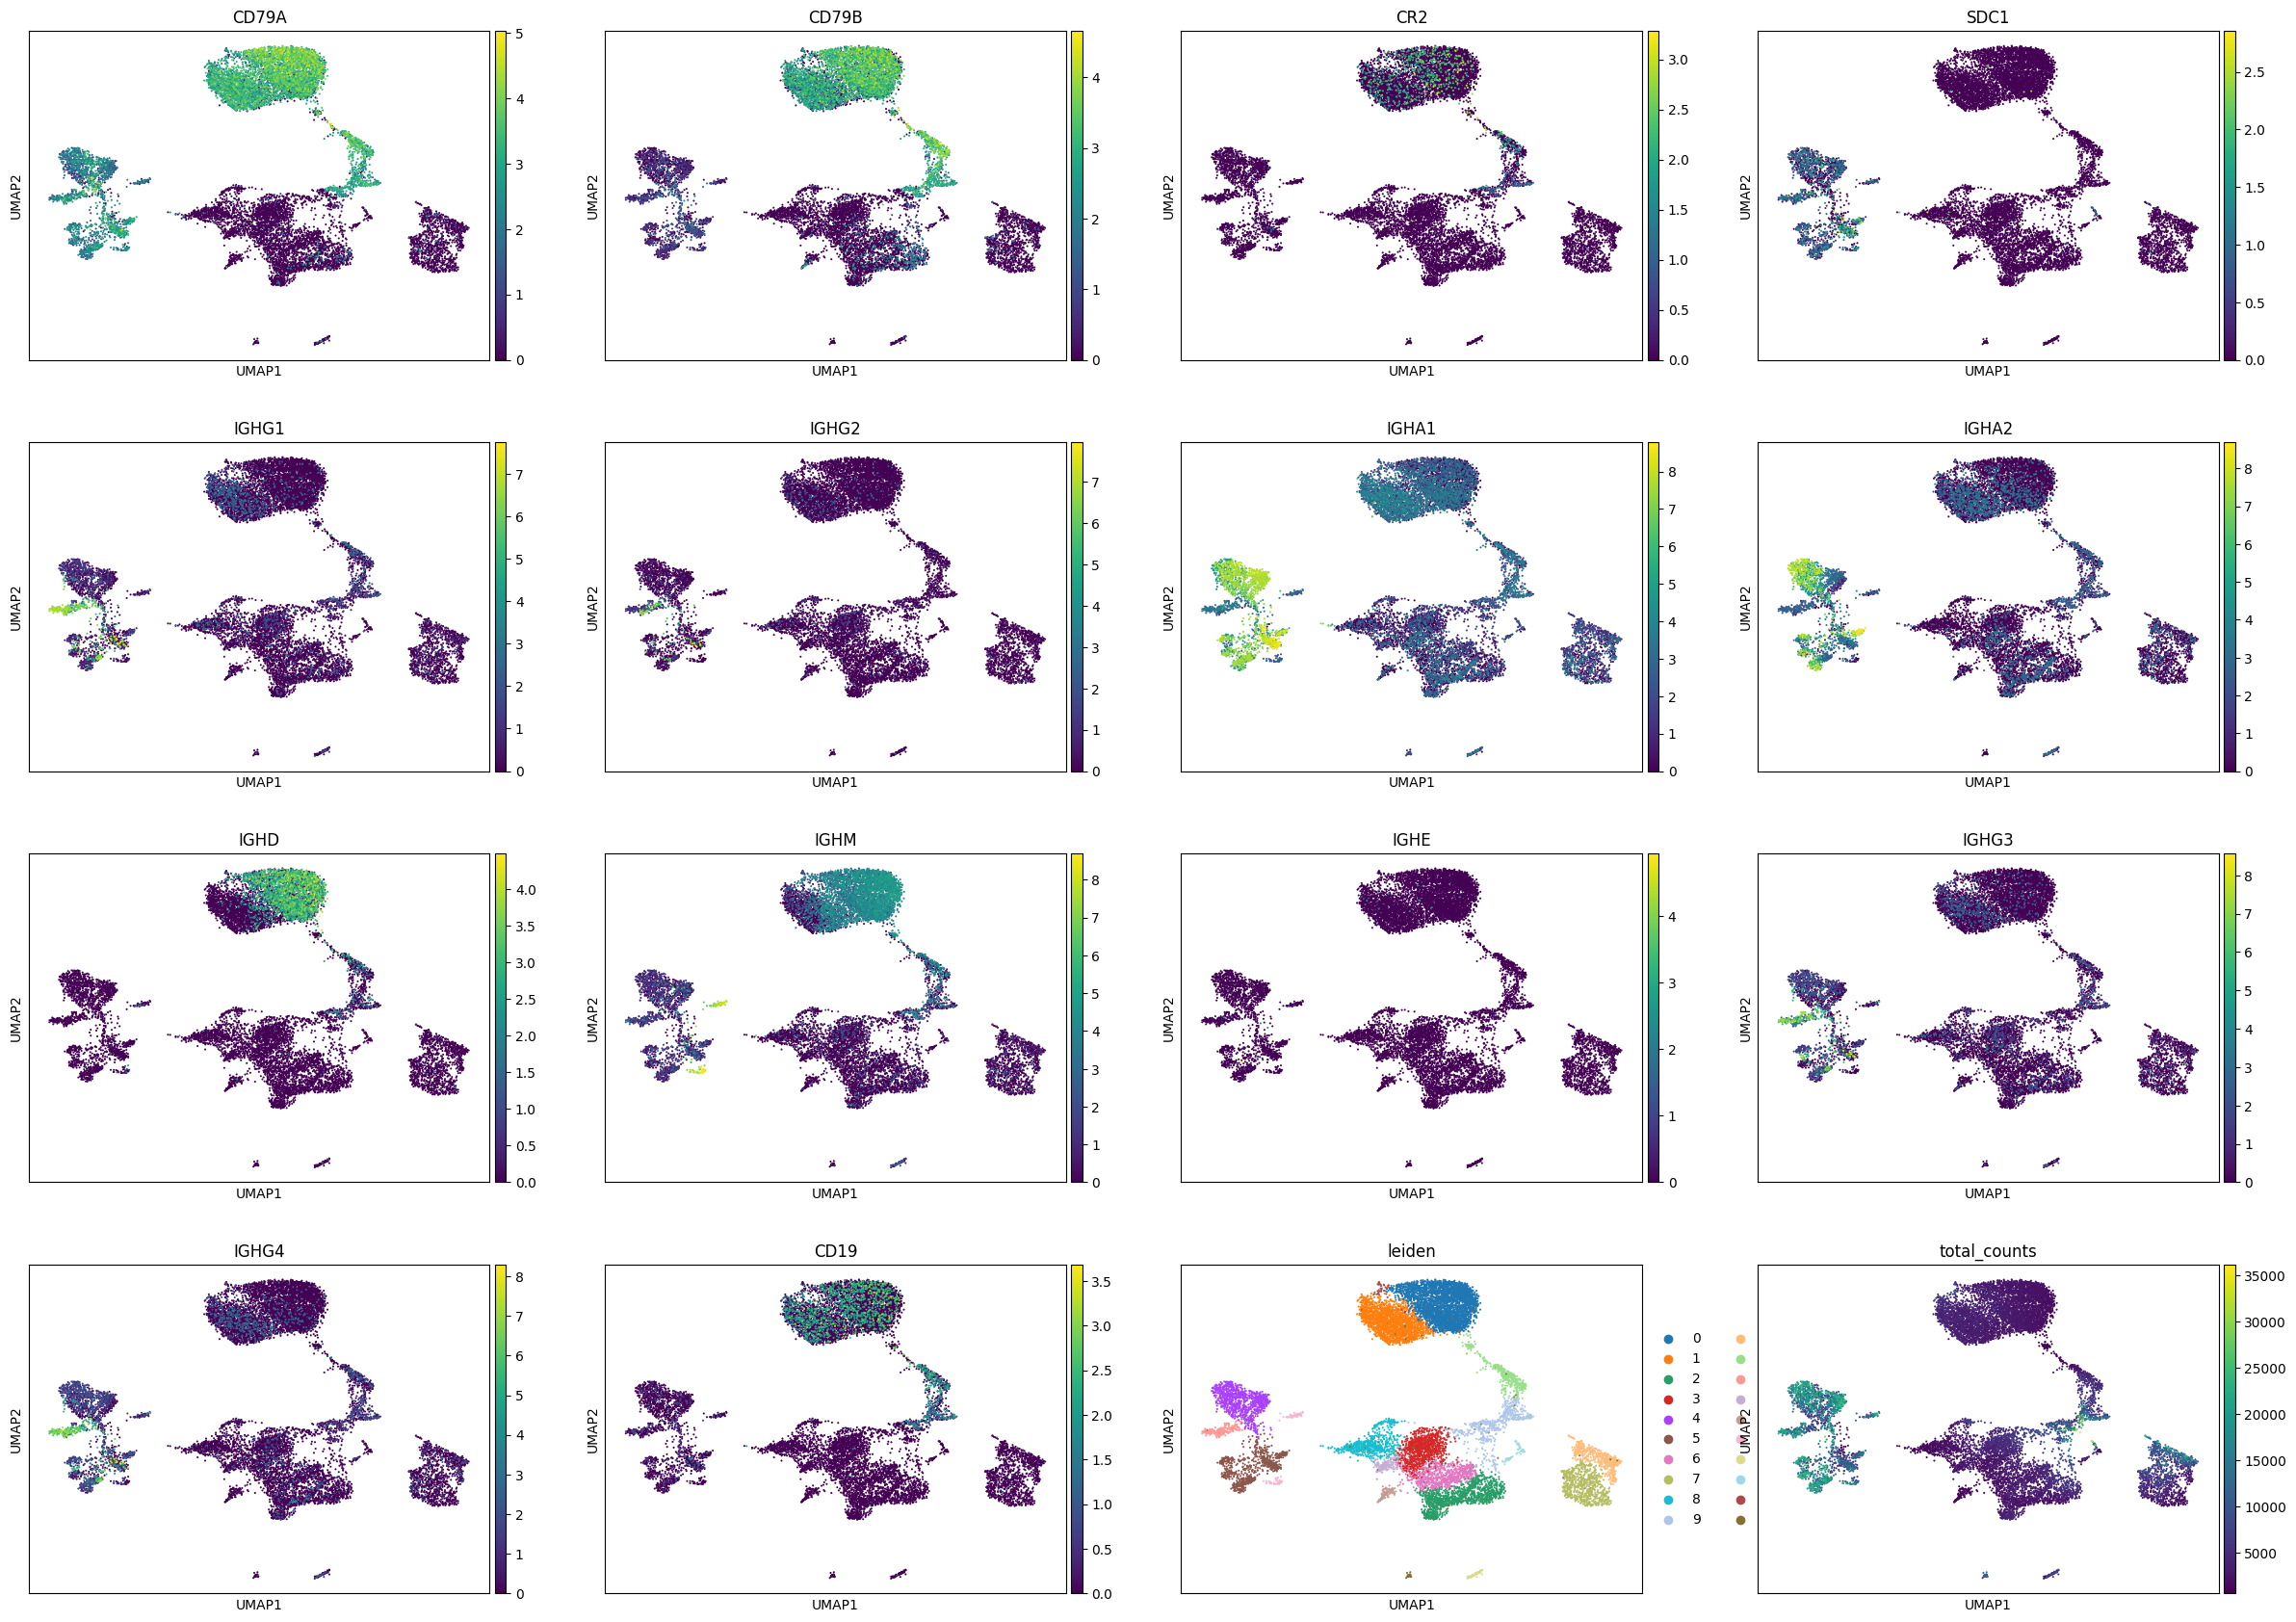 CD79A
CD79B
CR2
SDC1
UMAP2
UMAP1
0
1
2
3
4
5
UMAP2
UMAP1
0
1
2
3
4
UMAP2
UMAP1
0.0
0.5
1.0
1.5
2.0
2.5
3.0
UMAP2
UMAP1
0.0
0.5
1.0
1.5
2.0
2.5
IGHG1
IGHG2
IGHA1
IGHA2
UMAP2
UMAP1
0
1
2
3
4
5
6
7
UMAP2
UMAP1
0
1
2
3
4
5
6
7
UMAP2
UMAP1
0
1
2
3
4
5
6
7
8
UMAP2
UMAP1
0
1
2
3
4
5
6
7
8
IGHD
IGHM
IGHE
IGHG3
UMAP2
UMAP1
0.0
0.5
1.0
1.5
2.0
2.5
3.0
3.5
4.0
UMAP2
UMAP1
0
1
2
3
4
5
6
7
8
UMAP2
UMAP1
0
1
2
3
4
UMAP2
UMAP1
0
1
2
3
4
5
6
7
8
IGHG4
CD19
leiden
total_counts
UMAP2
UMAP1
0
1
2
3
4
5
6
7
8
UMAP2
UMAP1
0.0
0.5
1.0
1.5
2.0
2.5
3.0
3.5
UMAP2
UMAP1
0
1
2
3
4
5
6
7
8
9
UMAP2
UMAP1
5000
10000
15000
20000
25000
30000
35000